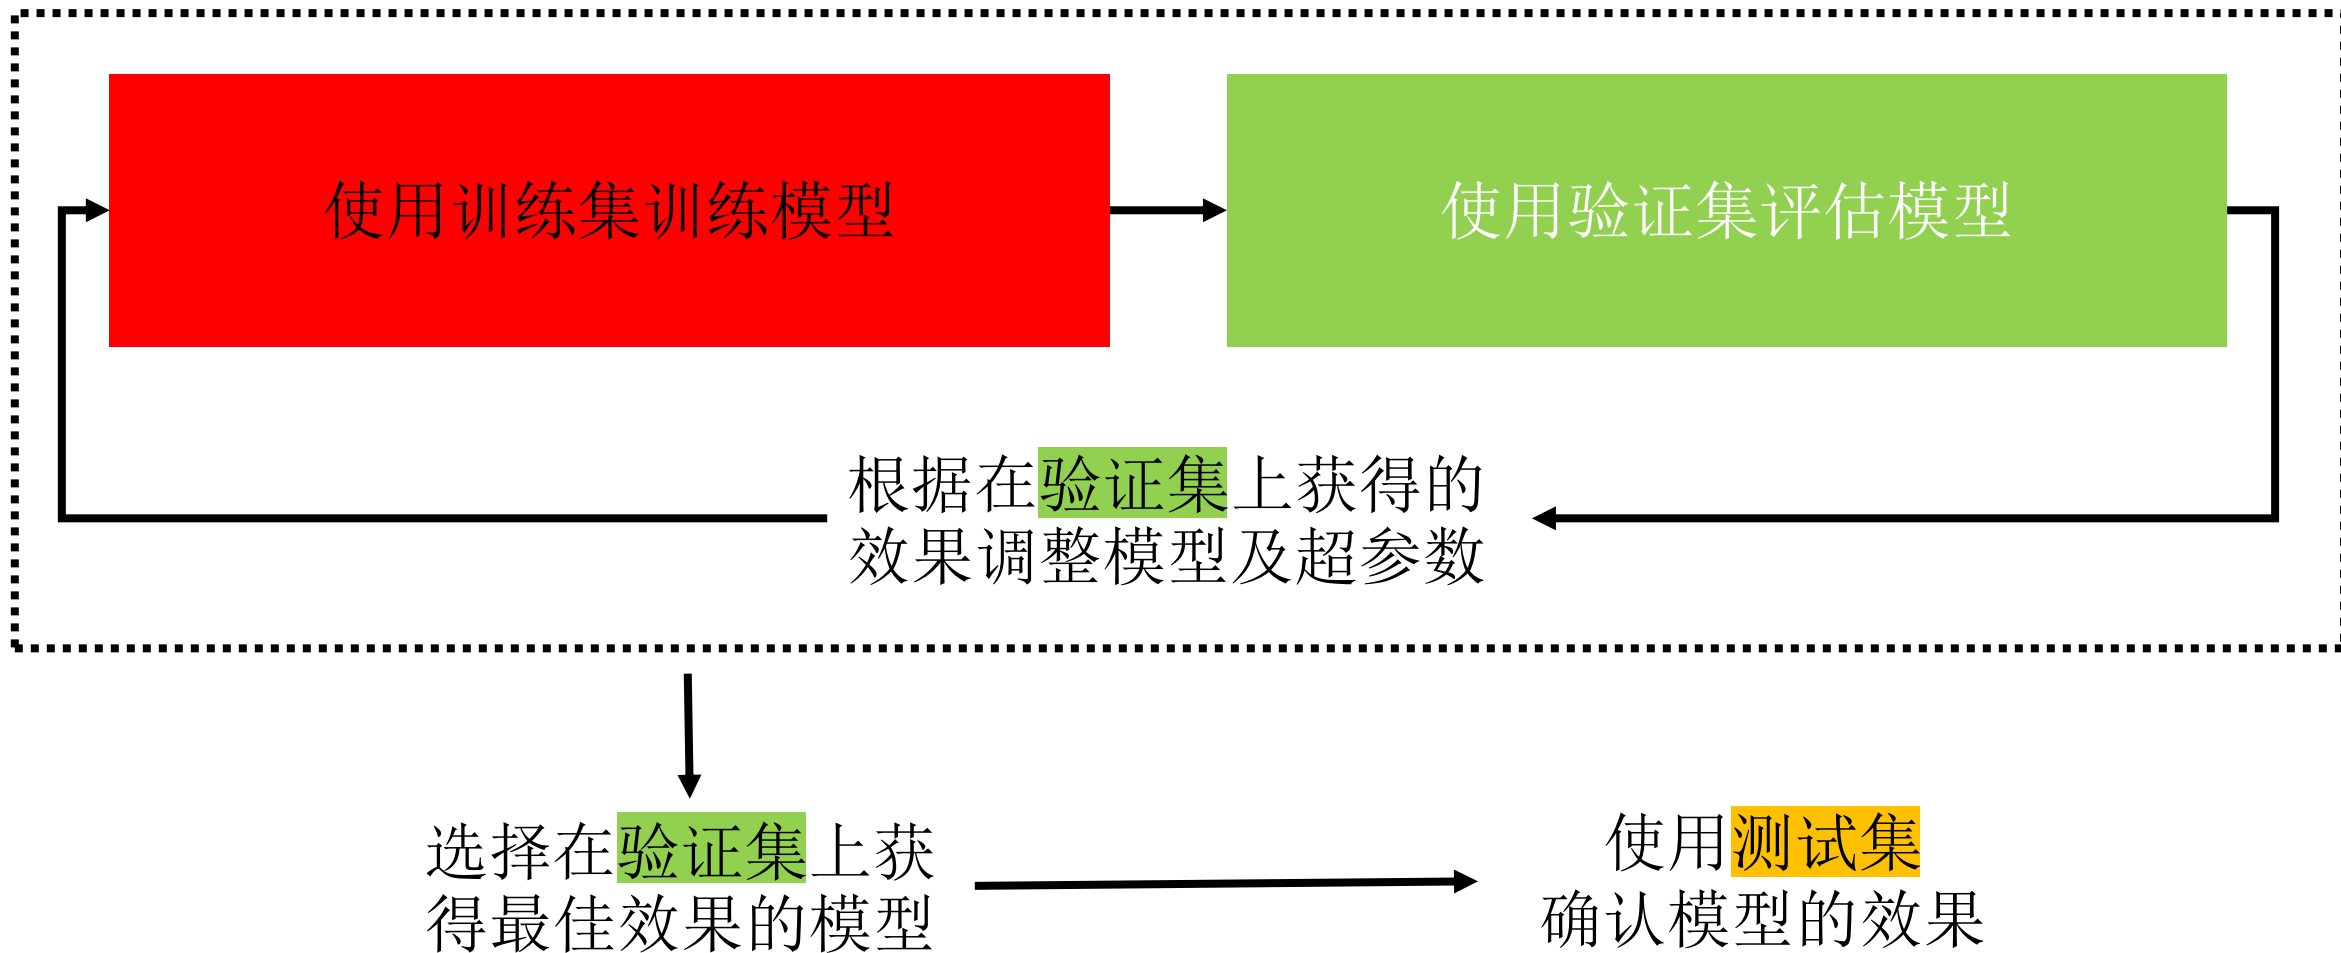 使用训练集训练模型
使用验证集评估模型
根据在验证集上获得的
效果调整模型及超参数
选择在验证集上获
得最佳效果的模型
使用测试集
确认模型的效果